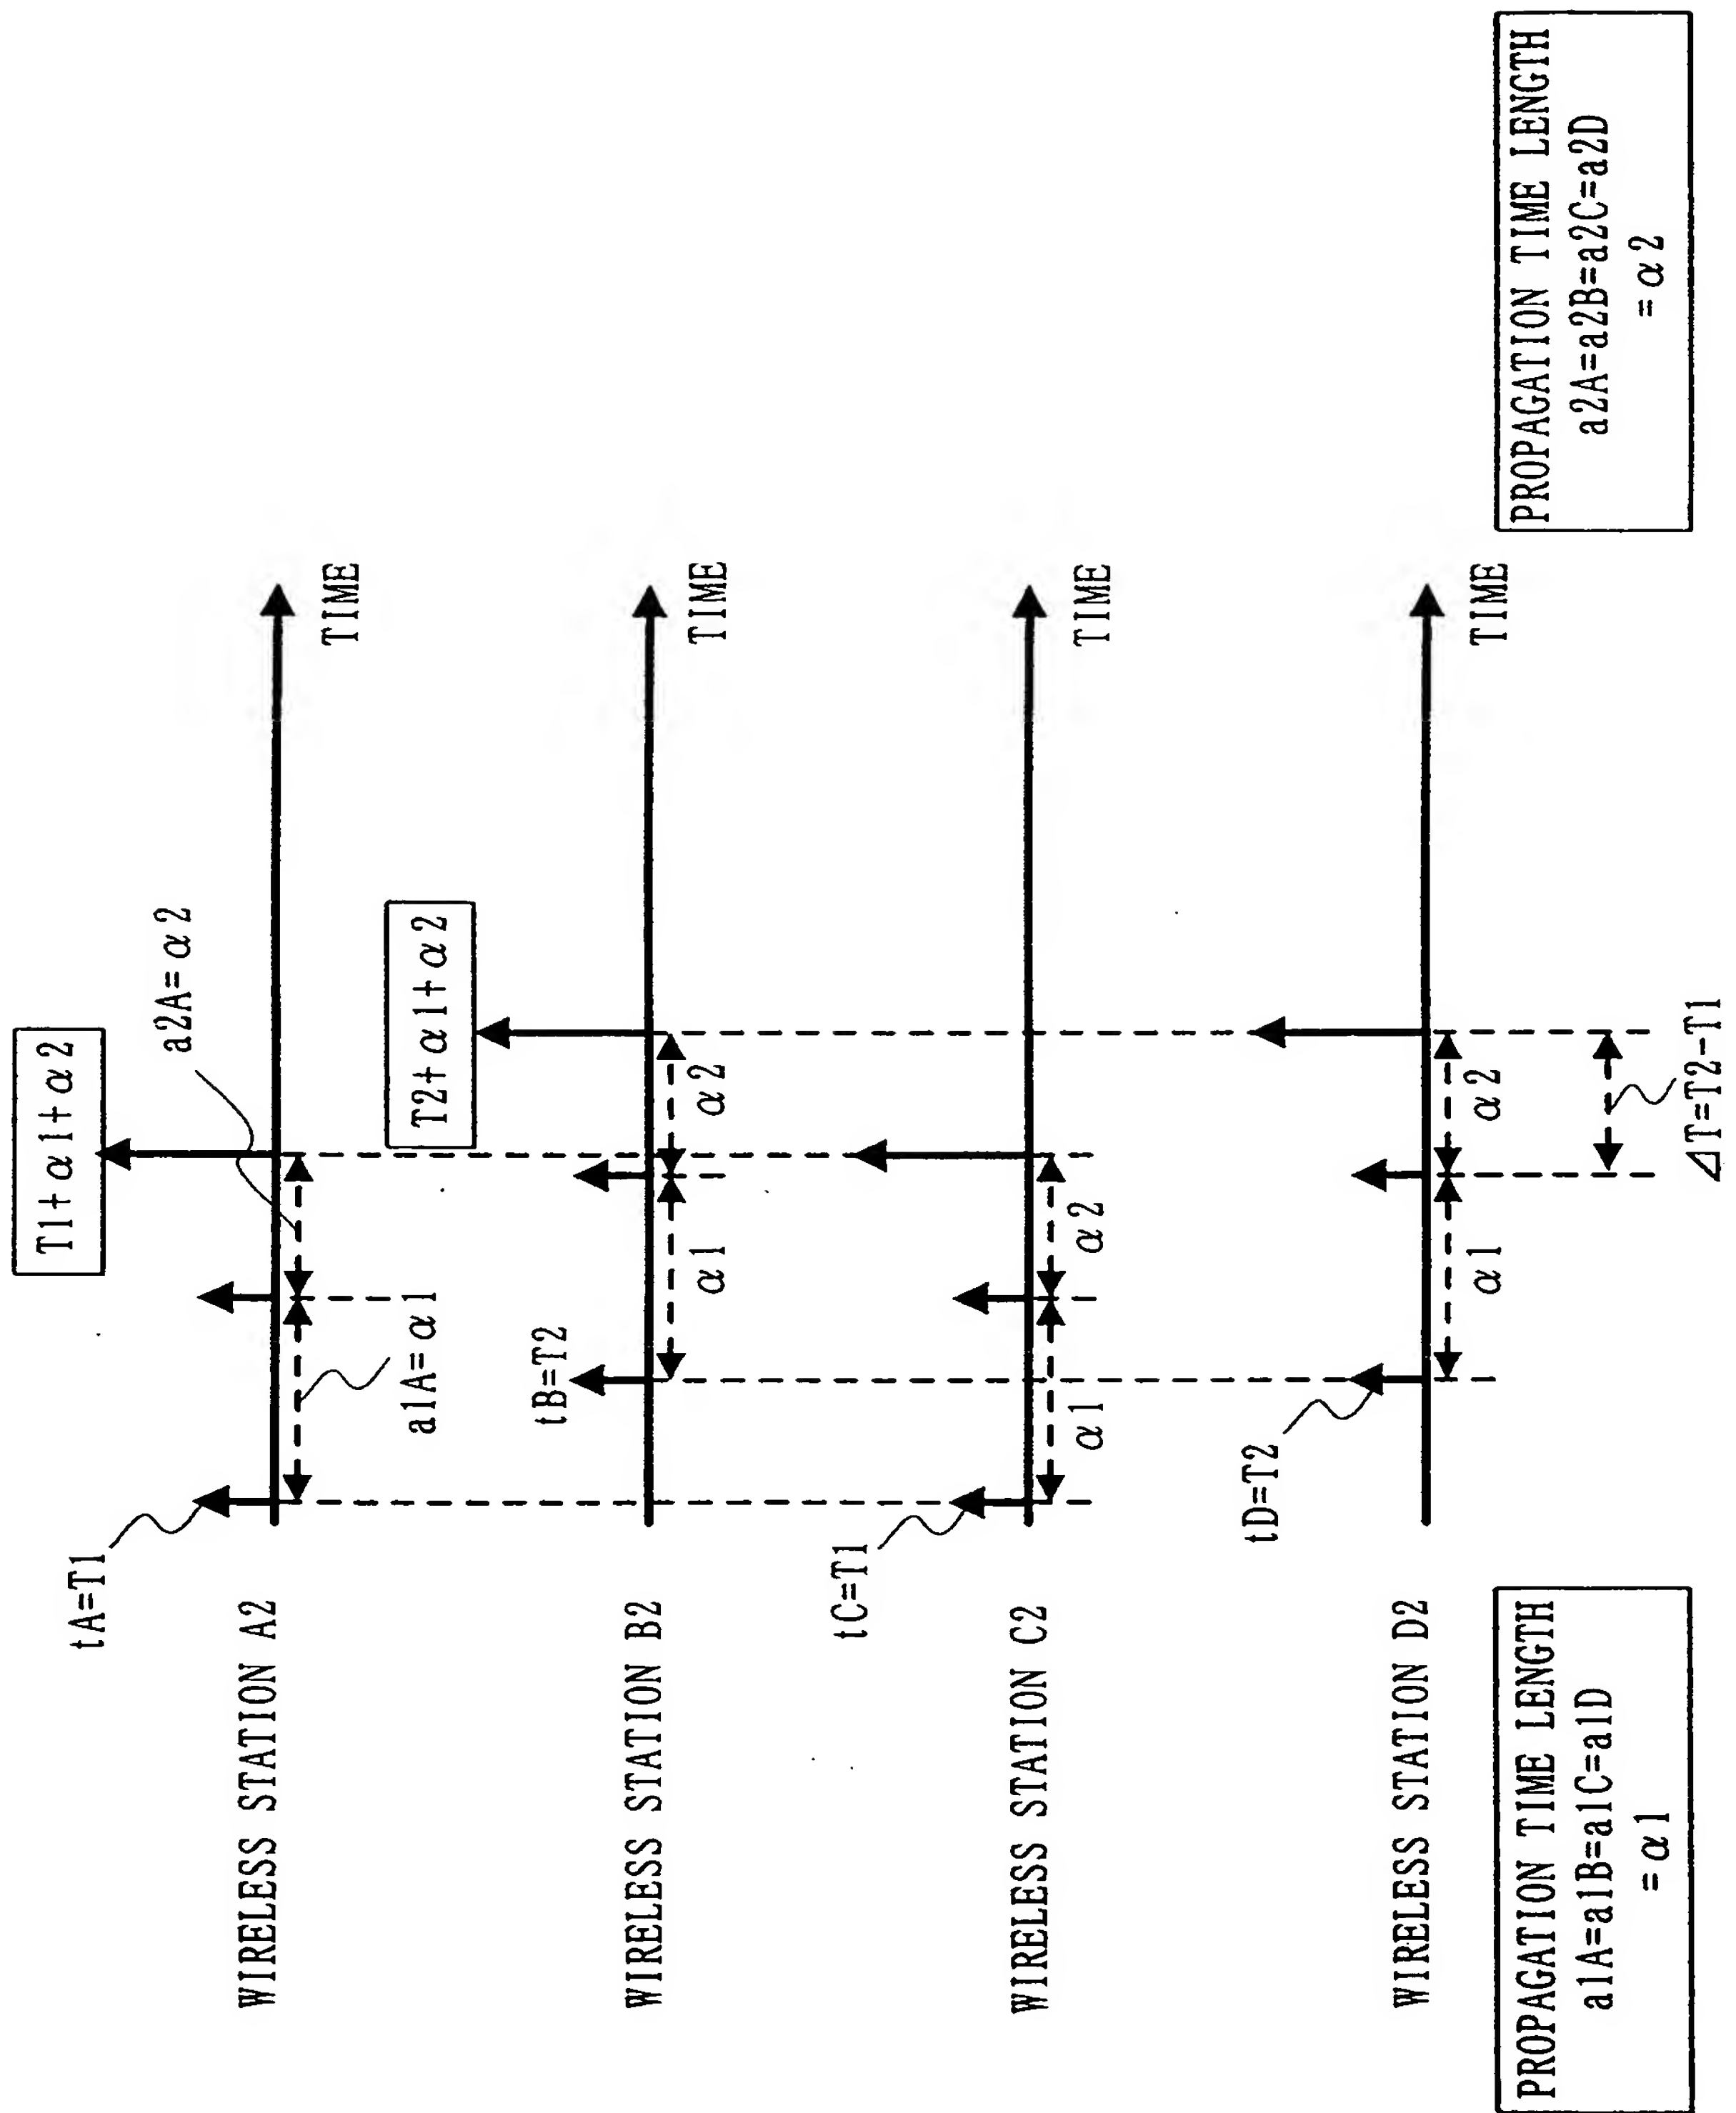 tA=T1
T1+α1+α2
a2A=α2
WIRELESS STATION A2
TIME
a1A=α1
tB=T2
T2+α1+α2
WIRELESS STATION B2
α1
α2
TIME
tC=T1
WIRELESS STATION C2
α1
α2
TIME
tD=T2
WIRELESS STATION D2
α1
α2
TIME
ΔT=T2-T1
PROPAGATION TIME LENGTH
a1A=a1B=a1C=a1D
=α1
PROPAGATION TIME LENGTH
a2A=a2B=a2C=a2D
=α2